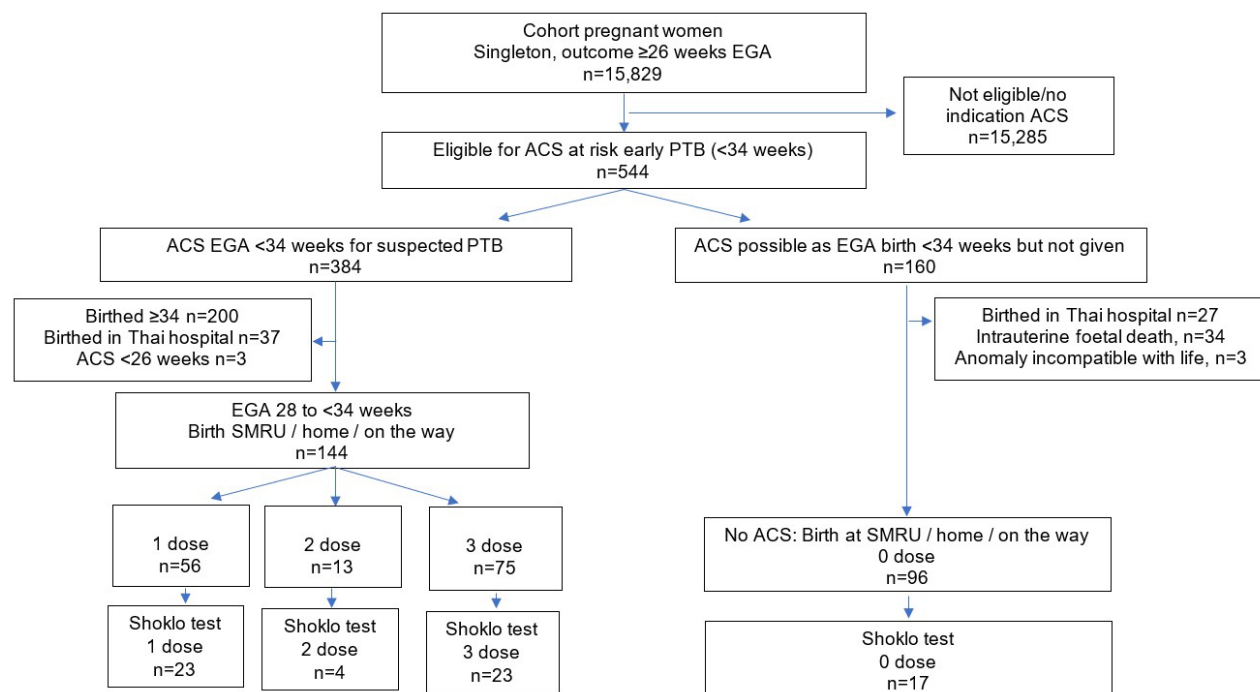 Cohort pregnant women
Singleton, outcome ≥26 weeks EGA
n=15,829
Not eligible/no
indication ACS
n=15,285
Eligible for ACS at risk early PTB (<34 weeks)
n=544
ACS EGA <34 weeks for suspected PTB
n=384
ACS possible as EGA birth <34 weeks but not given
n=160
Birthed ≥34 n=200
Birthed in Thai hospital n=37
ACS <26 weeks n=3
Birthed in Thai hospital n=27
Intrauterine foetal death, n=34
Anomaly incompatible with life, n=3
EGA 28 to <34 weeks
Birth SMRU / home / on the way
n=144
1 dose
n=56
2 dose
n=13
3 dose
n=75
No ACS: Birth at SMRU / home / on the way
0 dose
n=96
Shoklo test
1 dose
n=23
Shoklo test
2 dose
n=4
Shoklo test
3 dose
n=23
Shoklo test
0 dose
n=17